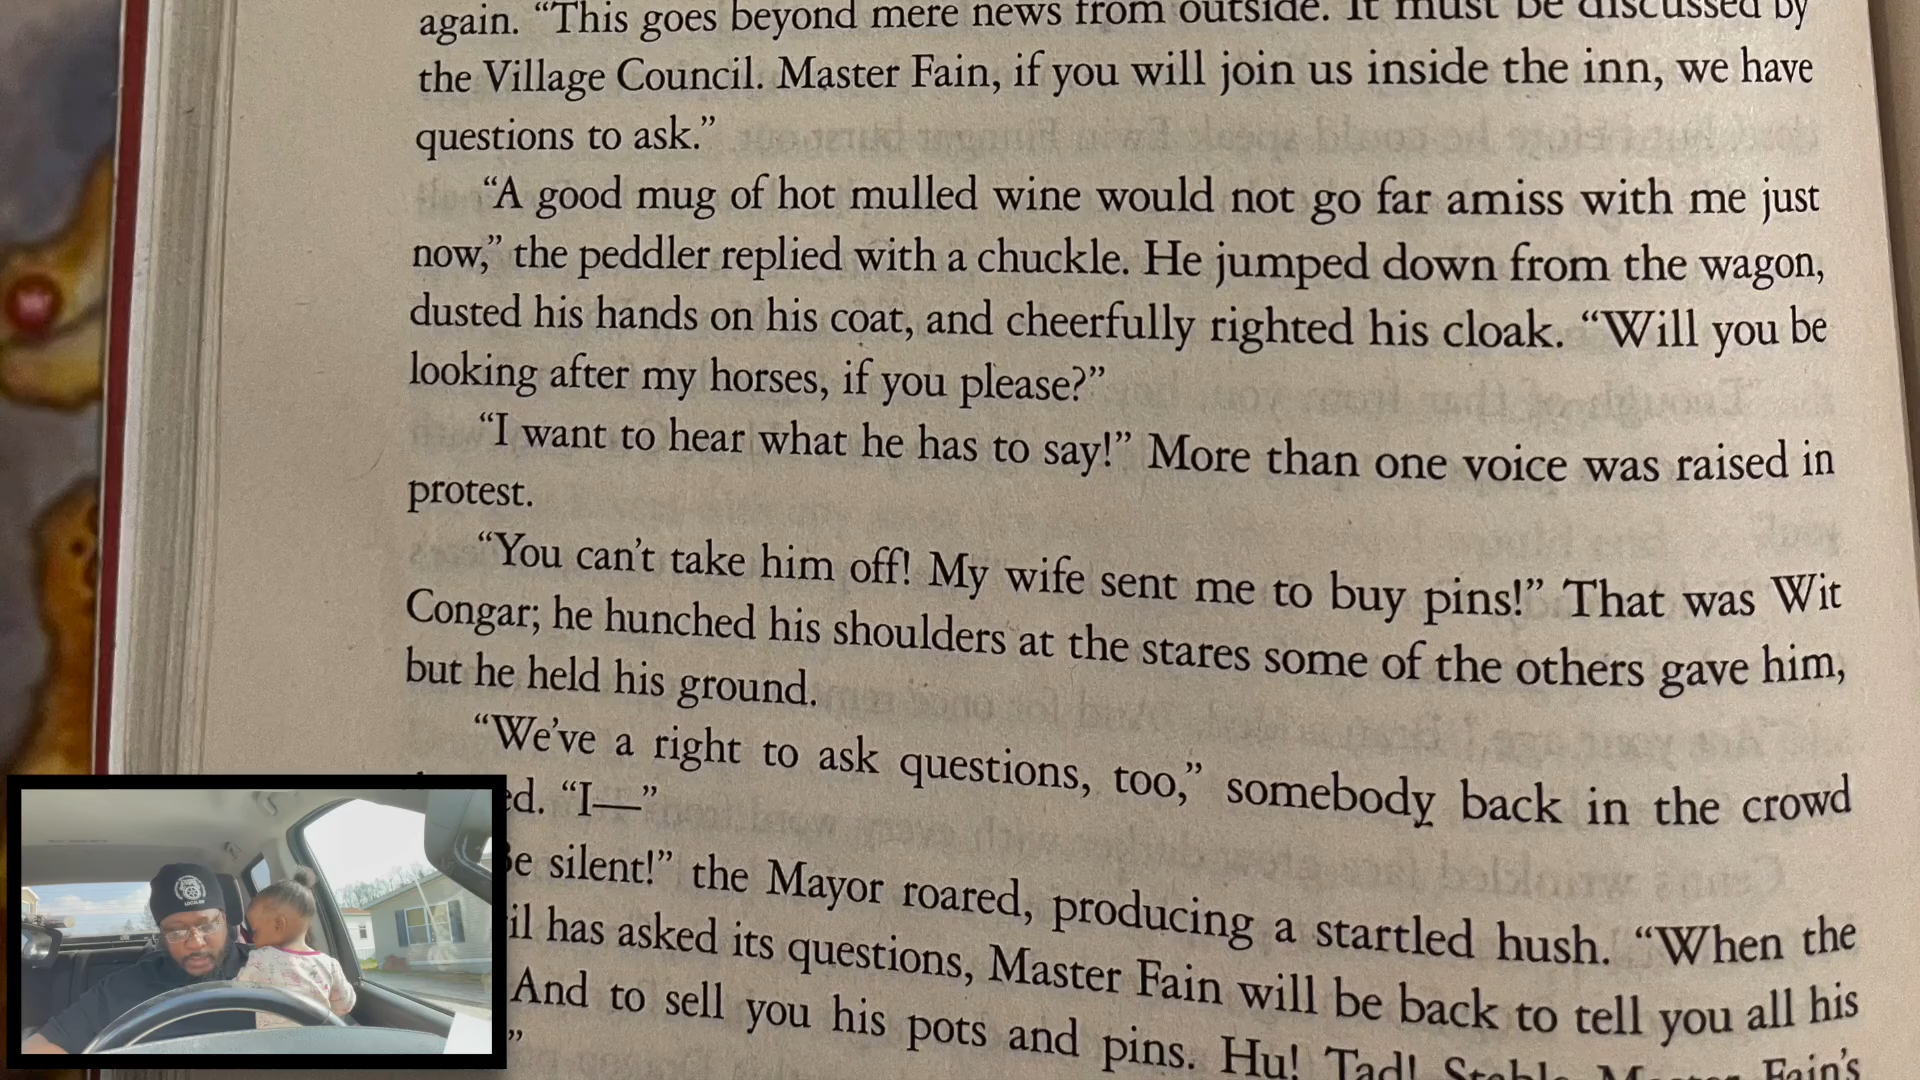 again. “This goes beyond mere news from outside. It must be discussed by
the Village Council. Master Fain, if you will join us inside the inn, we have
questions to ask.”
“A good mug of hot mulled wine would not go far amiss with me just
now,” the peddler replied with a chuckle. He jumped down from the wagon,
dusted his hands on his coat, and cheerfully righted his cloak. “Will you be
looking after my horses, if you please?”
“I want to hear what he has to say!” More than one voice was raised in
protest.
“You can’t take him off! My wife sent me to buy pins!” That was Wit
Congar; he hunched his shoulders at the stares some of the others gave him,
but he held his ground.
“We’ve a right to ask questions, too,” somebody back in the crowd
“I—”
silent!” the Mayor roared, producing a startled hush. “When the
has asked its questions, Master Fain will be back to tell you all his
And to sell you his pots and pins. Hu! Tad! Stable Master Fain’s